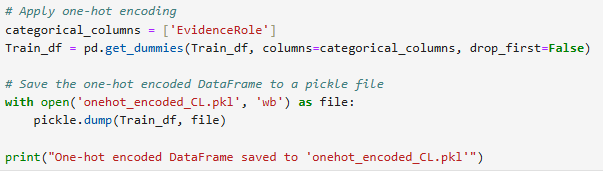 # Apply one-hot encoding
categorical_columns = ['EvidenceRole']
Train_df = pd.get_dummies(Train_df, columns=categorical_columns, drop_first=False)

# Save the one-hot encoded DataFrame to a pickle file
with open('onehot_encoded_CL.pkl', 'wb') as file:
    pickle.dump(Train_df, file)

print("One-hot encoded DataFrame saved to 'onehot_encoded_CL.pkl'")